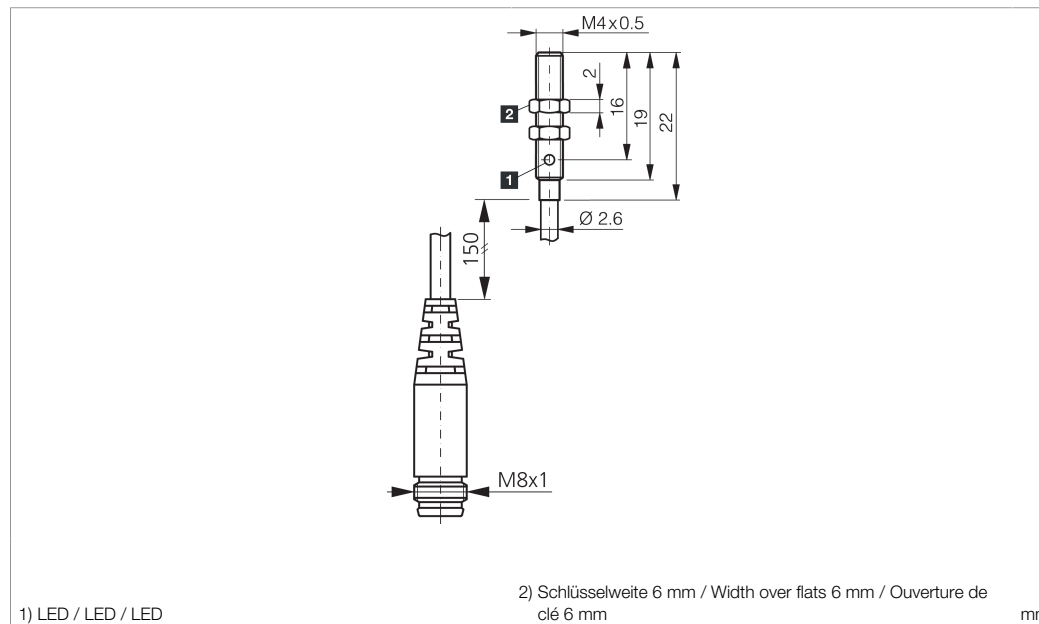 M4x0.5
2
16
19
22
2
1
Ø 2.6
150
M8x1
1) LED / LED / LED
2) Schlüsselweite 6 mm / Width over flats 6 mm / Ouverture de
clé 6 mm